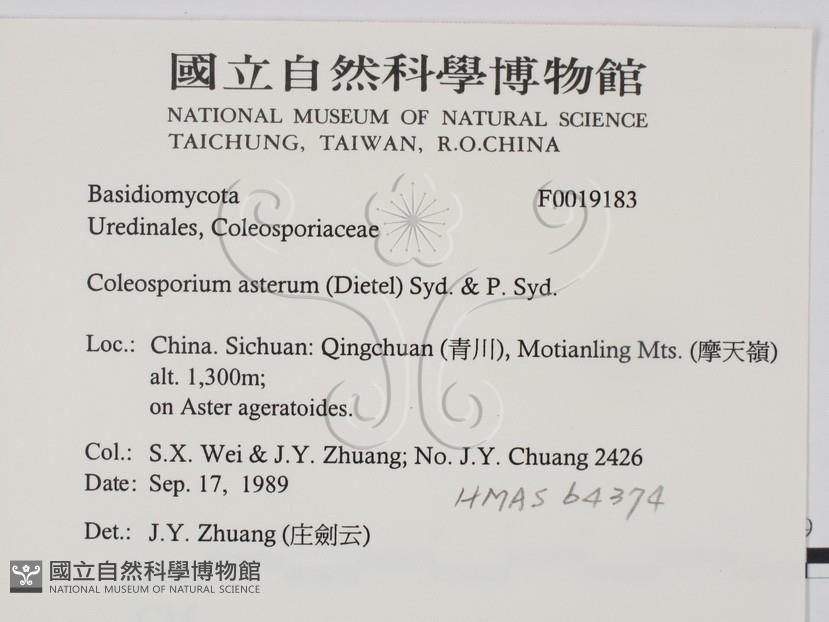 國立自然科學博物館
NATIONAL MUSEUM OF NATURAL SCIENCE
TAICHUNG, TAIWAN, R.O.CHINA
Basidiomycota F0019183
Uredinales, Coleosporiaceae
Coleosporium asterum (Dietel) Syd. & P. Syd.
Loc.: China. Sichuan: Qingchuan (青川), Motianling Mts. (摩天嶺)
alt. 1,300m;
on Aster ageratoides.
Col.: S.X. Wei & J.Y. Zhuang; No. J.Y. Chuang 2426
Date: Sep. 17, 1989
HMAS 64374
Det.: J.Y. Zhuang (庄劍云)
國立自然科學博物館
NATIONAL MUSEUM OF NATURAL SCIENCE